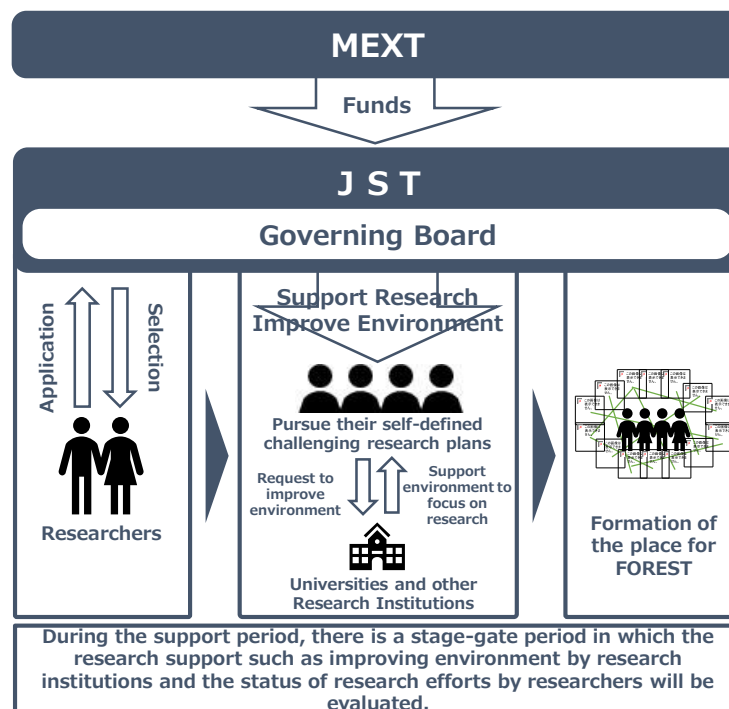 MEXT
Funds
J S T
Governing Board
Application
Selection
Researchers
Support Research
Improve Environment
Pursue their self-defined
challenging research plans
Request to
improve
environment
Support
environment to
focus on
research
Universities and other
Research Institutions
Formation of
the place for
FOREST
During the support period, there is a stage-gate period in which the
research support such as improving environment by research
institutions and the status of research efforts by researchers will be
evaluated.